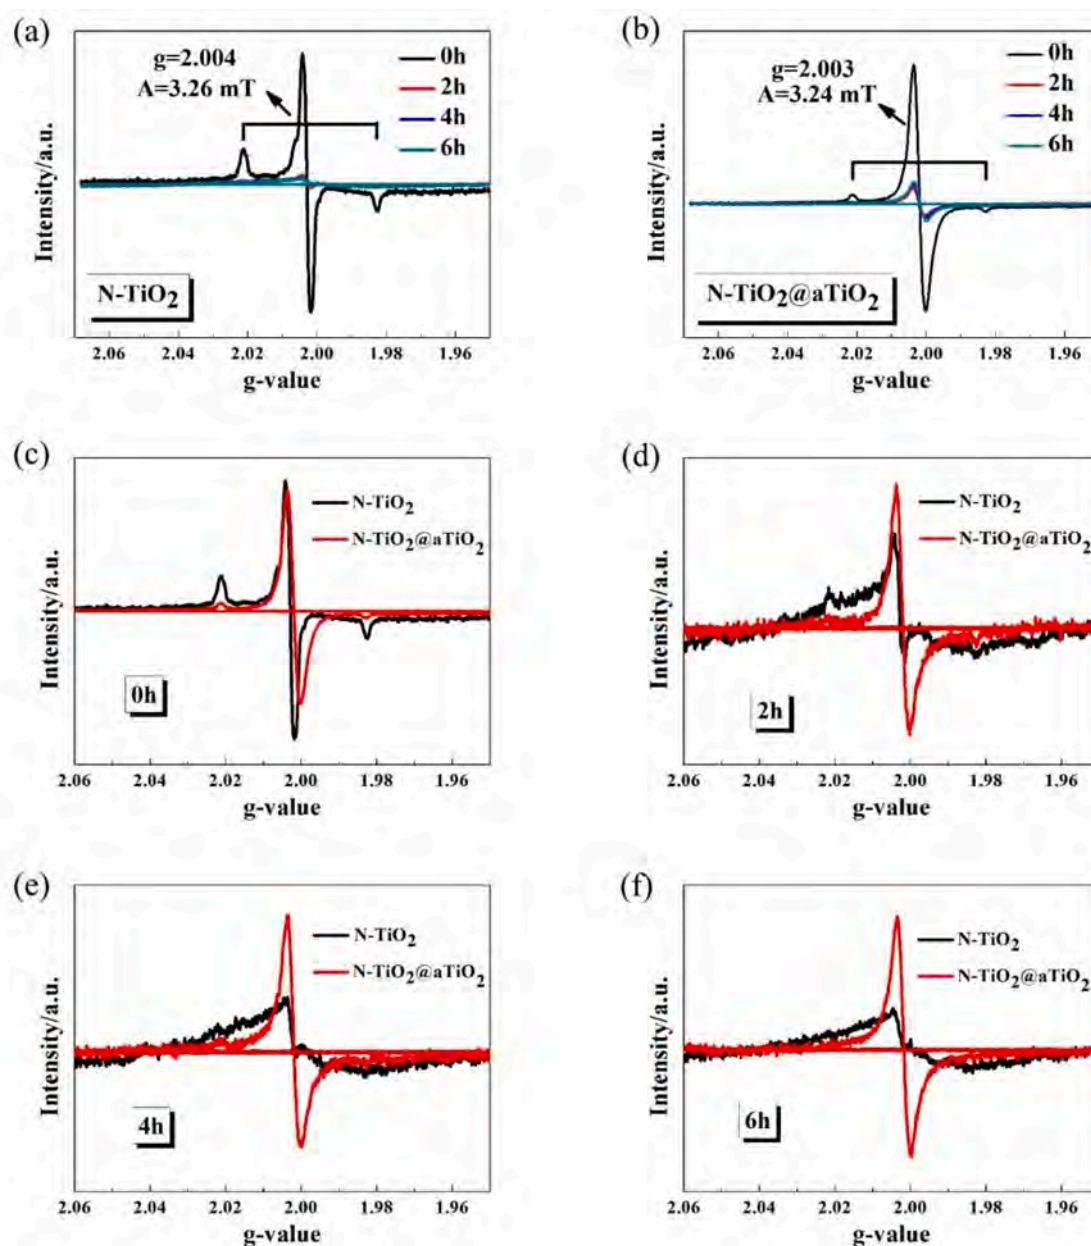 (a)
g=2.004
A=3.26 mT
0h
2h
4h
6h
N-TiO2
Intensity/a.u.
2.06 2.04 2.02 2.00 1.98 1.96
g-value
(b)
g=2.003
A=3.24 mT
0h
2h
4h
6h
N-TiO2@aTiO2
Intensity/a.u.
2.06 2.04 2.02 2.00 1.98 1.96
g-value
(c)
N-TiO2
N-TiO2@aTiO2
0h
Intensity/a.u.
2.06 2.04 2.02 2.00 1.98 1.96
g-value
(d)
N-TiO2
N-TiO2@aTiO2
2h
Intensity/a.u.
2.06 2.04 2.02 2.00 1.98 1.96
g-value
(e)
N-TiO2
N-TiO2@aTiO2
4h
Intensity/a.u.
2.06 2.04 2.02 2.00 1.98 1.96
g-value
(f)
N-TiO2
N-TiO2@aTiO2
6h
Intensity/a.u.
2.06 2.04 2.02 2.00 1.98 1.96
g-value